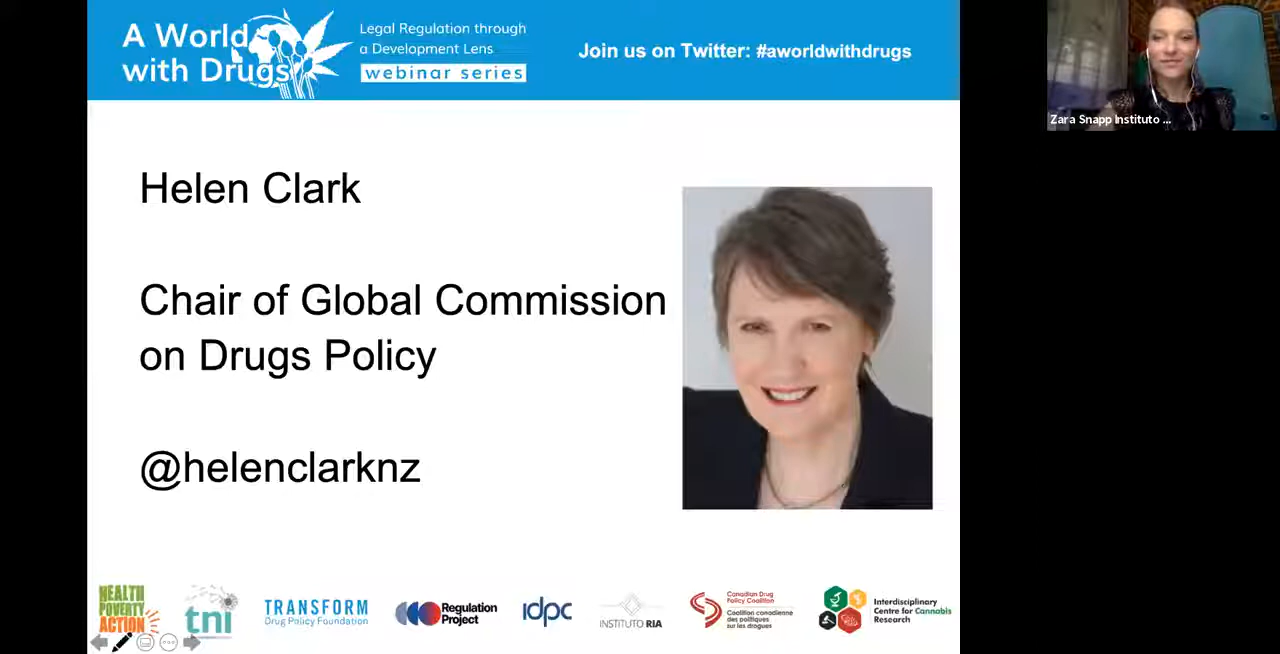 A World
with Drugs
Legal Regulation through
a Development Lens
webinar series
Join us on Twitter: #aworldwithdrugs
Zara Snapp Instituto ...
Helen Clark
Chair of Global Commission
on Drugs Policy
@helenclarknz
HEALTH
POVERTY
ACTION
tni
TRANSFORM
Drug Policy Foundation
Regulation
Project
idpc
INSTITUTO RIA
Canadian Drug
Policy Coalition
Coalition canadienne
des politiques
sur les drogues
Interdisciplinary
Centre for Cannabis
Research